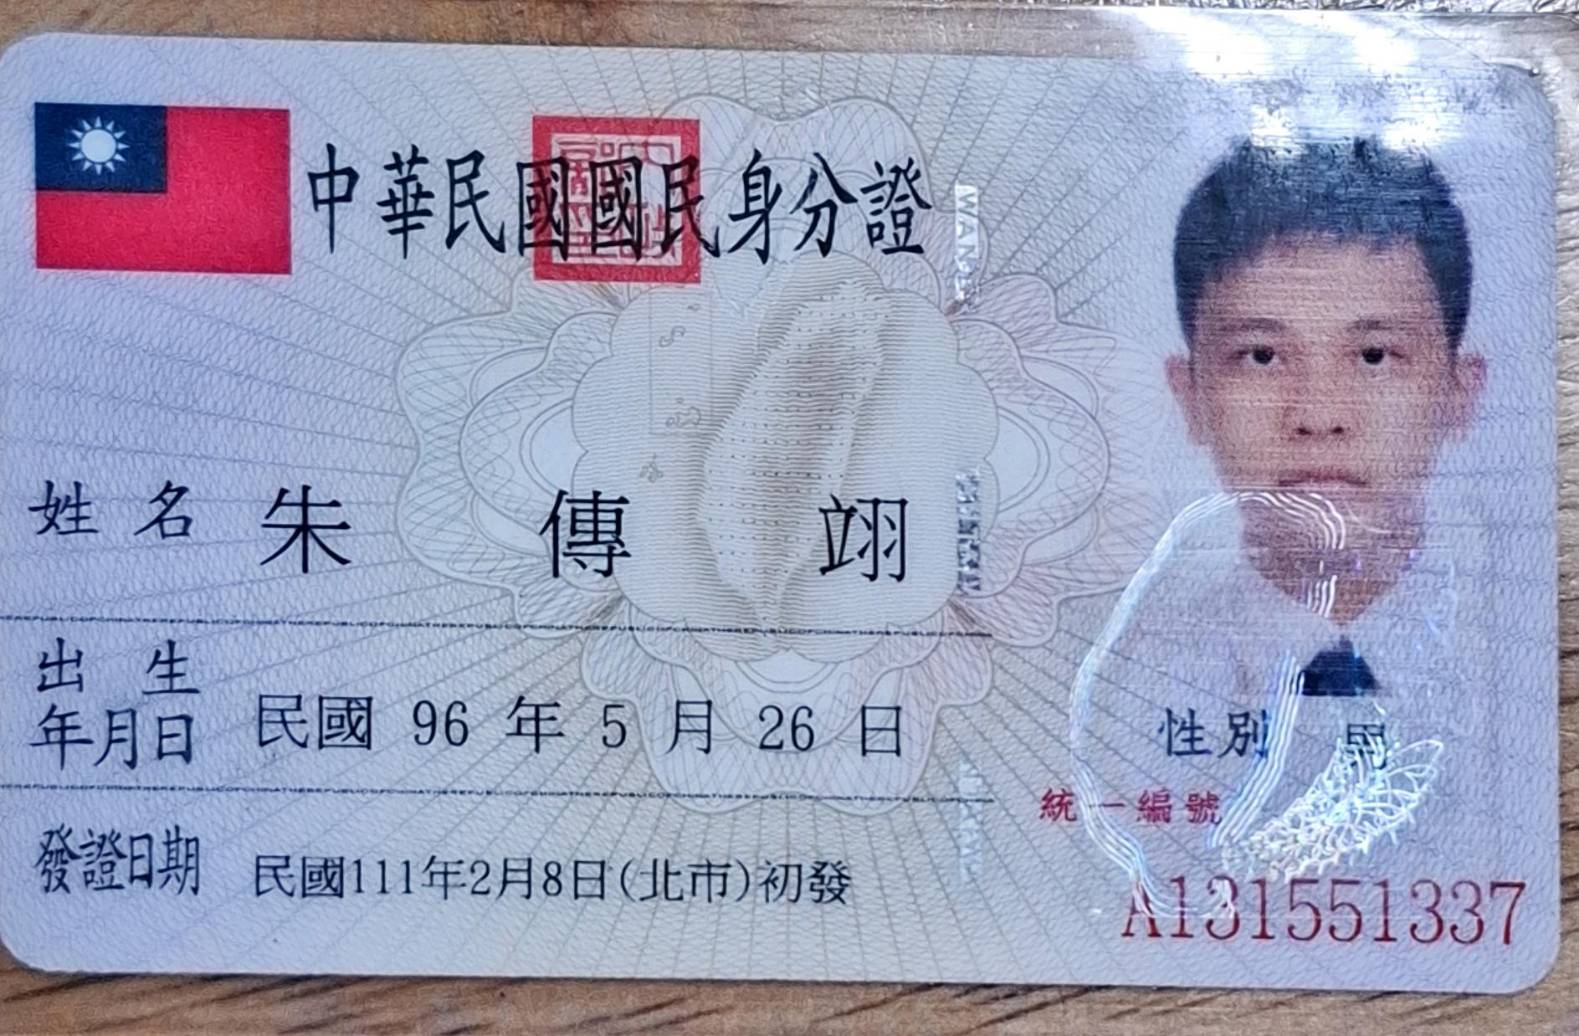 中華民國國民身分證
姓名 朱傳翊
出生年月日 民國 96 年 5 月 26 日
性別 男
發證日期 民國111年2月8日(北市)初發
統一編號
A131551337